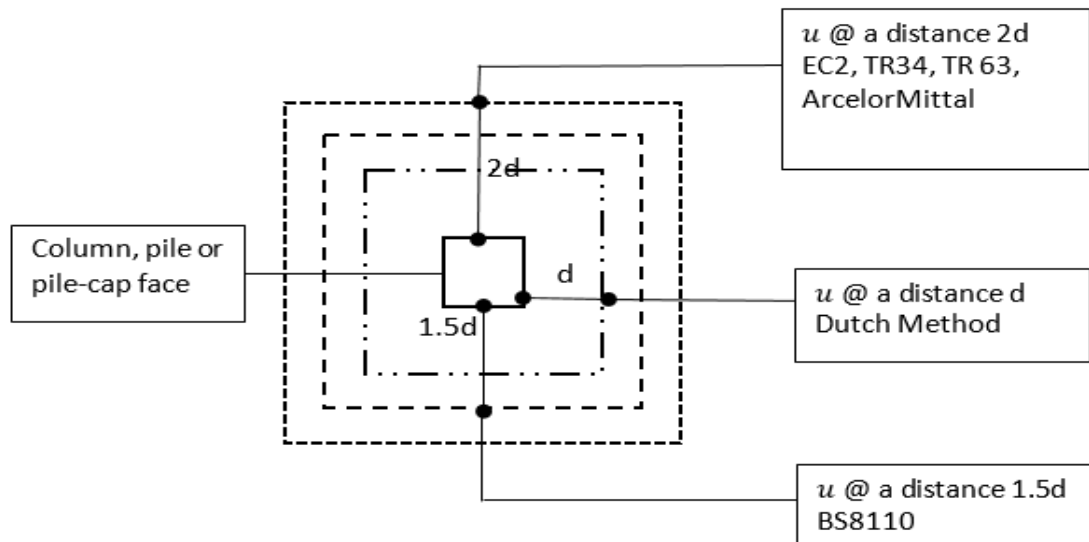 𝑢 @ a distance 2d
EC2, TR34, TR 63,
ArcelorMittal
2d
Column, pile or
pile-cap face
d
1.5d
𝑢 @ a distance d
Dutch Method
𝑢 @ a distance 1.5d
BS8110